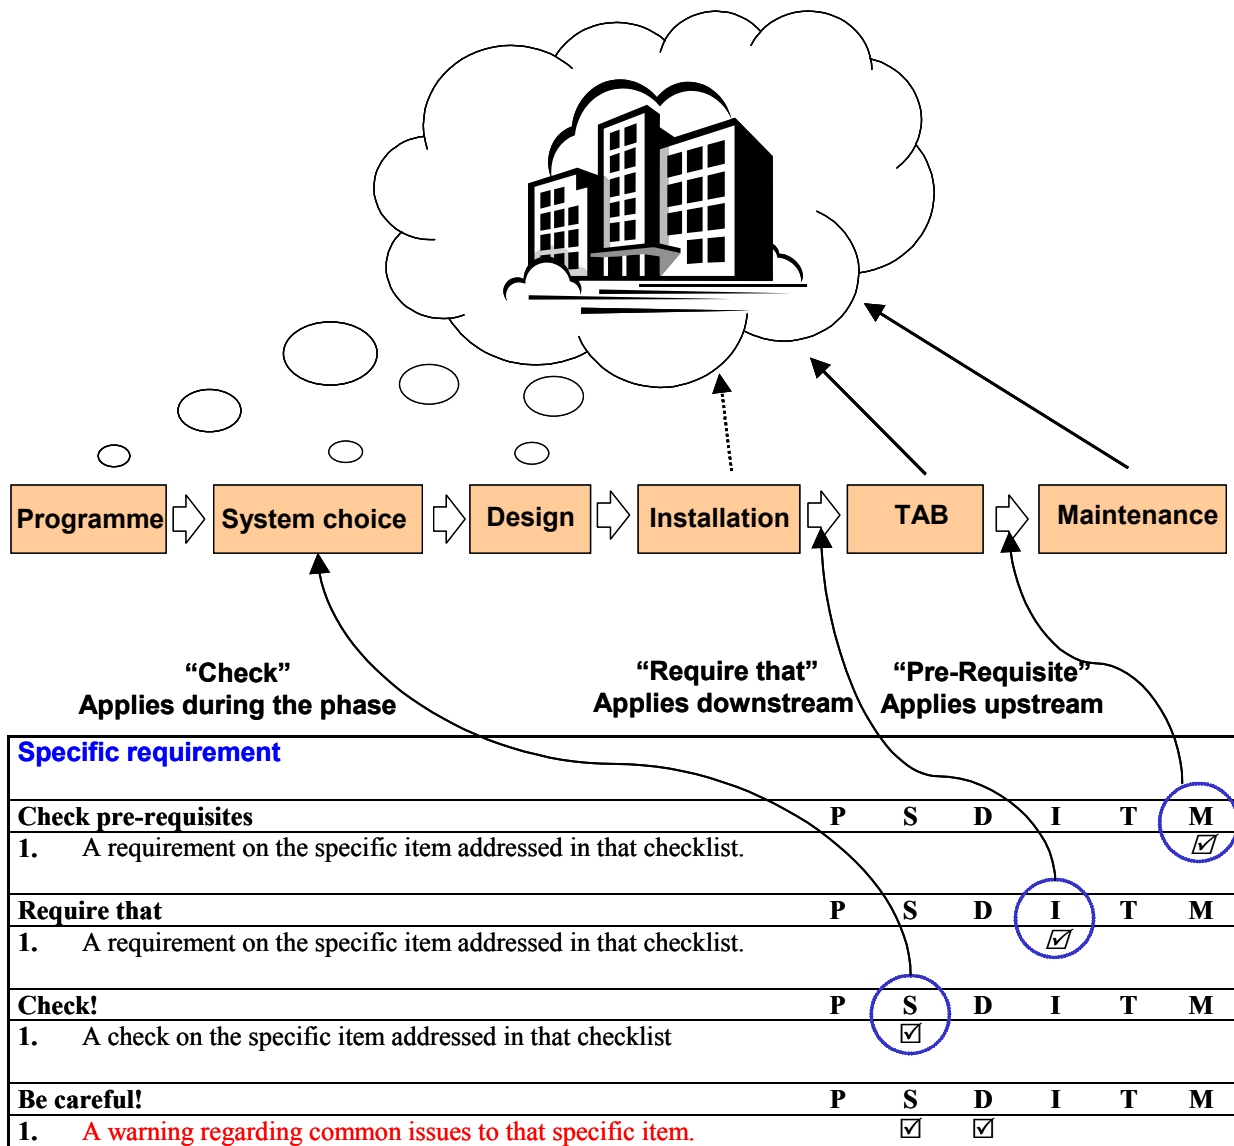 Programme System choice Design Installation TAB Maintenance
“Check” “Require that” “Pre-Requisite”
Applies during the phase Applies downstream Applies upstream
Specific requirement
Check pre-requisites P S D I T M
1. A requirement on the specific item addressed in that checklist. ☑
Require that P S D I T M
1. A requirement on the specific item addressed in that checklist. ☑
Check! P S D I T M
1. A check on the specific item addressed in that checklist ☑
Be careful! P S D I T M
1. A warning regarding common issues to that specific item. ☑ ☑